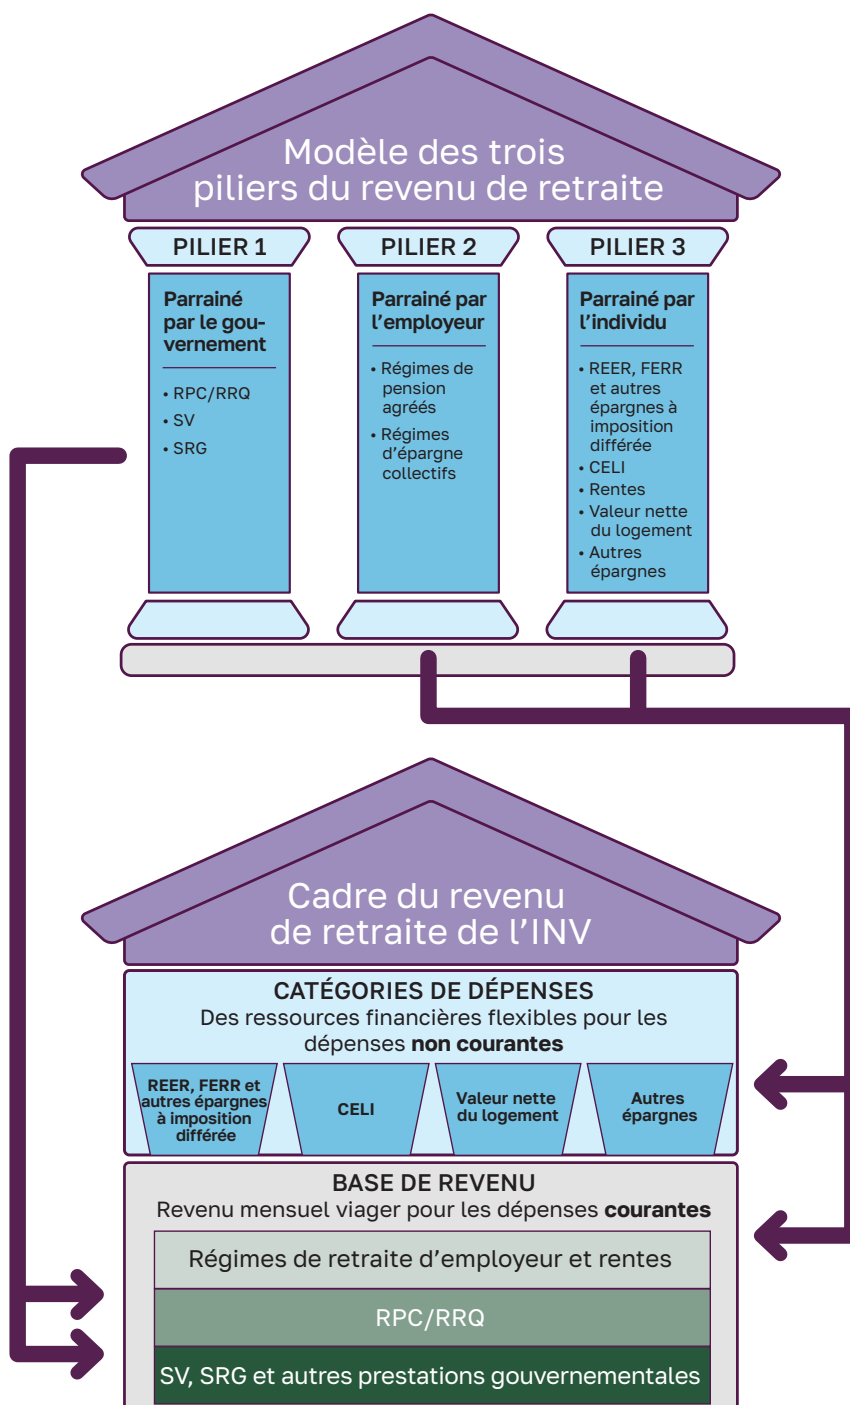 Modèle des trois
piliers du revenu de retraite
PILIER 1
Parrainé
par le gou-
vernement
• RPC/RRQ
• SV
• SRG
PILIER 2
Parrainé par
l’employeur
• Régimes de
pension
agréés
• Régimes
d’épargne
collectifs
PILIER 3
Parrainé par
l’individu
• REER, FERR
et autres
épargnes à
imposition
différée
• CELI
• Rentes
• Valeur nette
du logement
• Autres
épargnes
Cadre du revenu
de retraite de l’INV
CATÉGORIES DE DÉPENSES
Des ressources financières flexibles pour les
dépenses non courantes
REER, FERR et
autres épargnes
à imposition
différée
CELI
Valeur nette
du logement
Autres
épargnes
BASE DE REVENU
Revenu mensuel viager pour les dépenses courantes
Régimes de retraite d’employeur et rentes
RPC/RRQ
SV, SRG et autres prestations gouvernementales